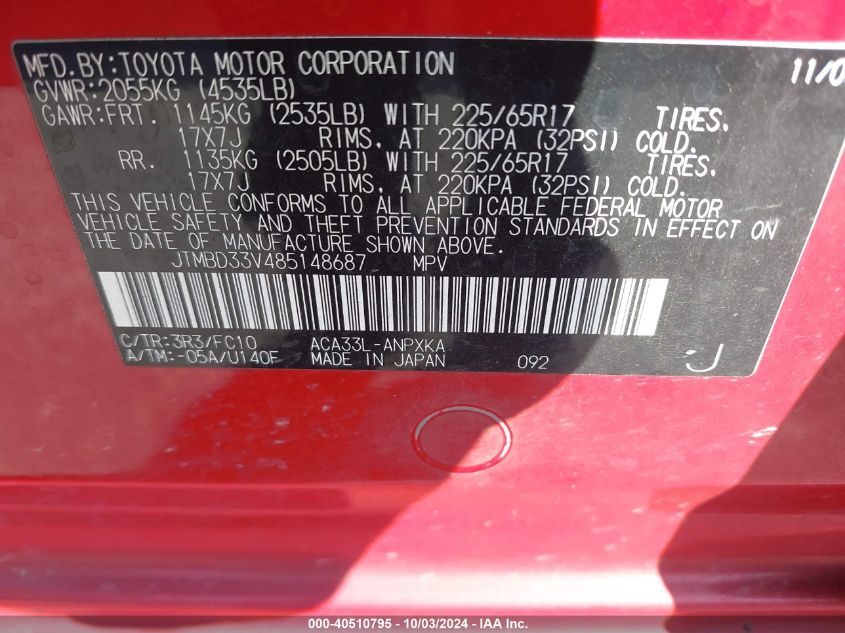 MFD.BY:TOYOTA MOTOR CORPORATION 11/0
GVWR:2055KG (4535LB)
GAWR:FRT. 1145KG (2535LB) WITH 225/65R17 TIRES.
17X7J RIMS. AT 220KPA (32PSI) COLD.
RR. 1135KG (2505LB) WITH 225/65R17 TIRES.
17X7J RIMS. AT 220KPA (32PSI) COLD.
THIS VEHICLE CONFORMS TO ALL APPLICABLE FEDERAL MOTOR
VEHICLE SAFETY AND THEFT PREVENTION STANDARDS IN EFFECT ON
THE DATE OF MANUFACTURE SHOWN ABOVE.
JTMBD33V485148687 MPV
C/TR:3R3/FC10 ACA33L-ANPXKA
A/TM:-05A/U140F MADE IN JAPAN 092 :J
000-40510795 - 10/03/2024 - IAA Inc.